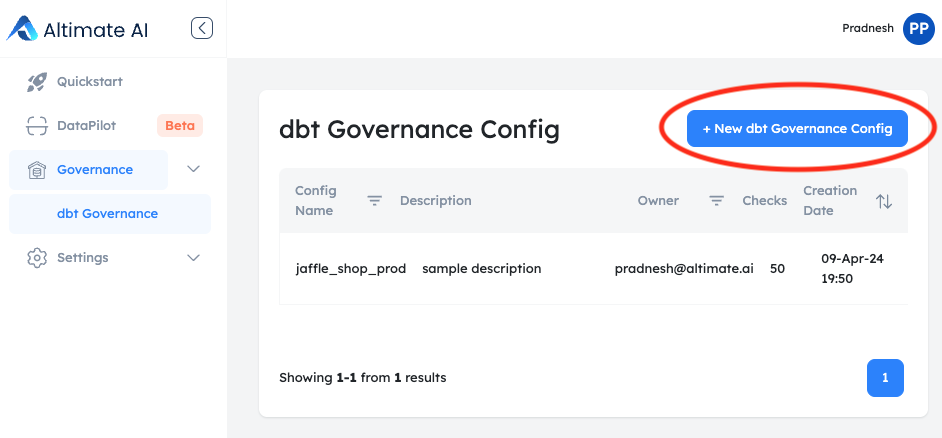 Altimate AI
Pradnesh
PP
Quickstart
DataPilot Beta
Governance
dbt Governance
Settings
dbt Governance Config
+ New dbt Governance Config
Config Name Description Owner Checks Creation Date
jaffle_shop_prod sample description pradnesh@altimate.ai 50 09-Apr-24 19:50
Showing 1-1 from 1 results
1